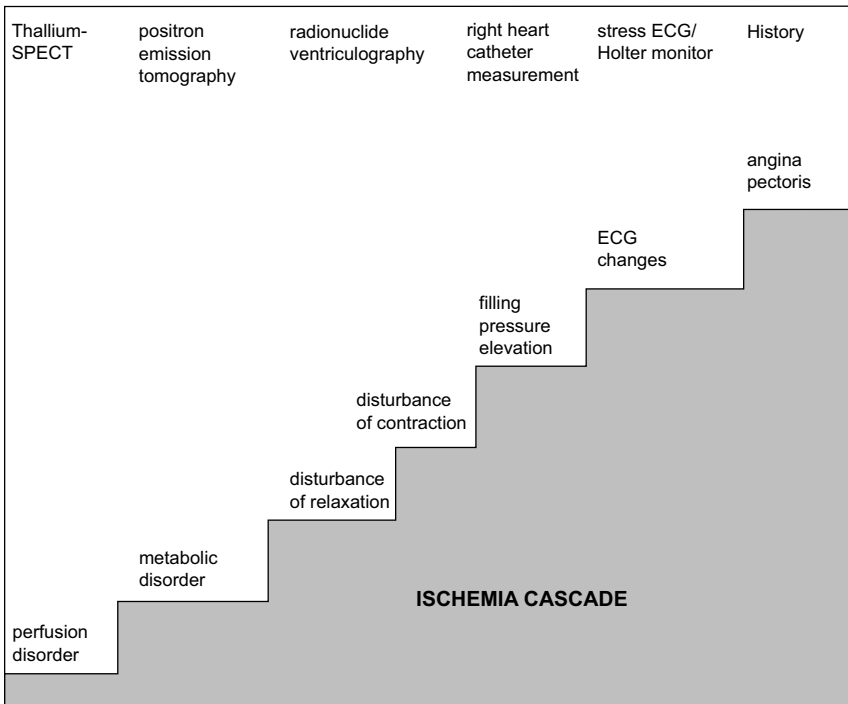 Thallium-
SPECT
positron
emission
tomography
radionuclide
ventriculography
right heart
catheter
measurement
stress ECG/
Holter monitor
History
angina
pectoris
ECG
changes
filling
pressure
elevation
disturbance
of contraction
disturbance
of relaxation
metabolic
disorder
ISCHEMIA CASCADE
perfusion
disorder